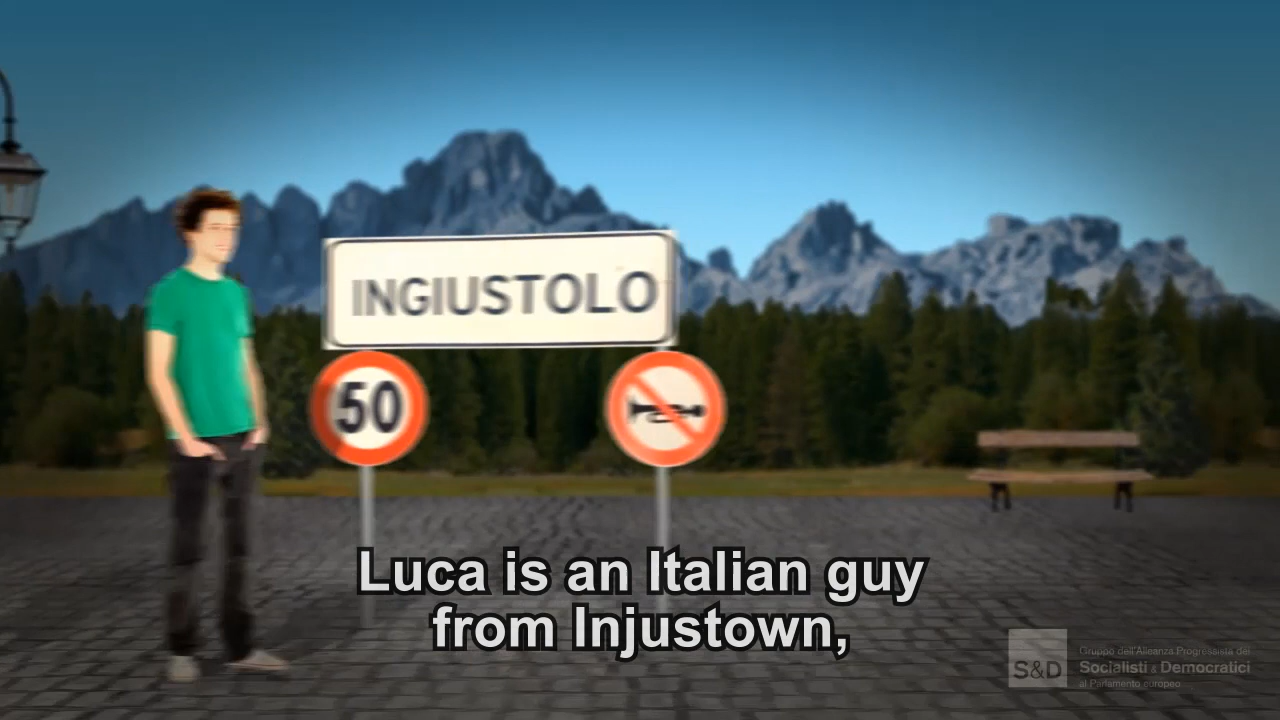 INGIUSTOLO
50
Luca is an Italian guy
from Injustown,
S&D
Gruppo dell'Alleanza Progressista dei
Socialisti & Democratici
al Parlamento europeo